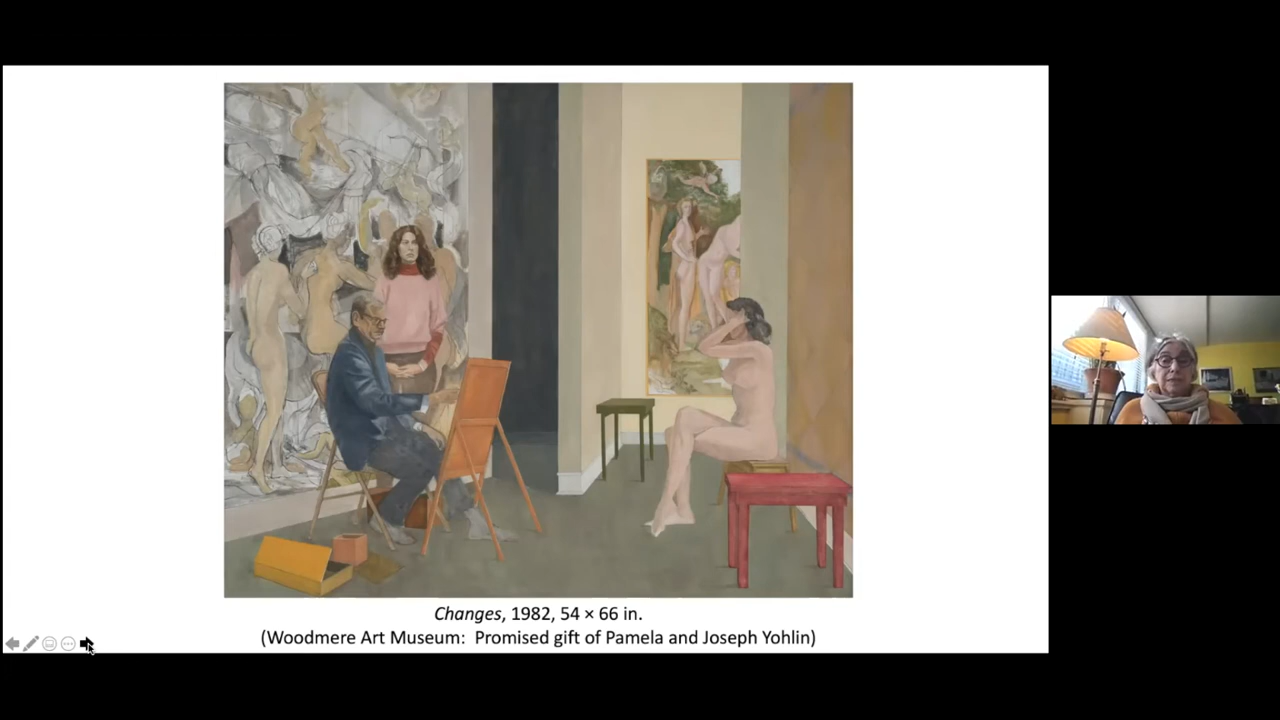 Changes, 1982, 54 × 66 in.
(Woodmere Art Museum: Promised gift of Pamela and Joseph Yohlin)